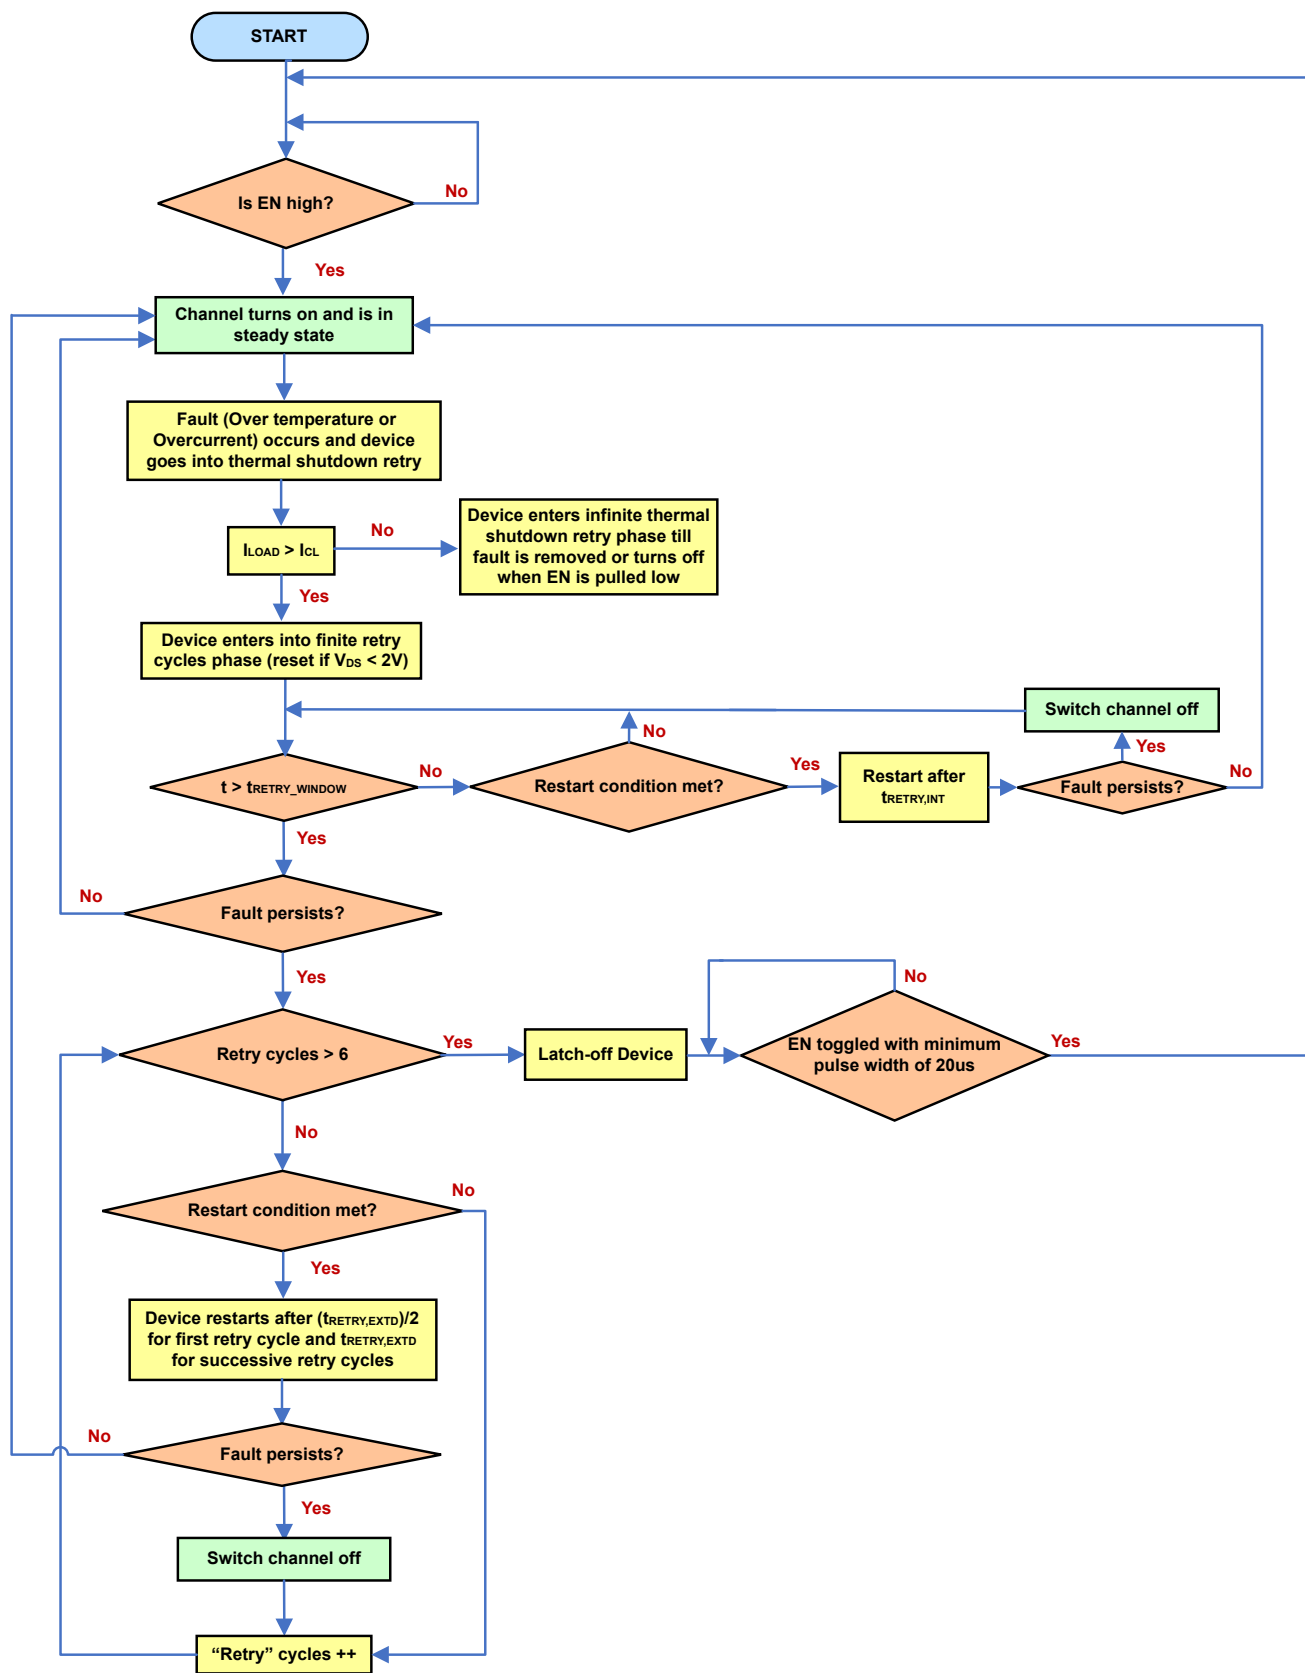 START
Is EN high?
No
Yes
Channel turns on and is in
steady state
Fault (Over temperature or
Overcurrent) occurs and device
goes into thermal shutdown retry
ILOAD > ICL
No
Device enters infinite thermal
shutdown retry phase till
fault is removed or turns off
when EN is pulled low
Yes
Device enters into finite retry
cycles phase (reset if VDS < 2V)
Switch channel off
No
Yes
t > tRETRY_WINDOW
No
Restart condition met?
Yes
Restart after
tRETRY,INT
Fault persists?
No
Yes
No
Fault persists?
Yes
No
Retry cycles > 6
Yes
Latch-off Device
EN toggled with minimum
pulse width of 20us
Yes
No
Restart condition met?
No
Yes
Device restarts after (tRETRY,EXTD)/2
for first retry cycle and tRETRY,EXTD
for successive retry cycles
No
Fault persists?
Yes
Switch channel off
“Retry” cycles ++